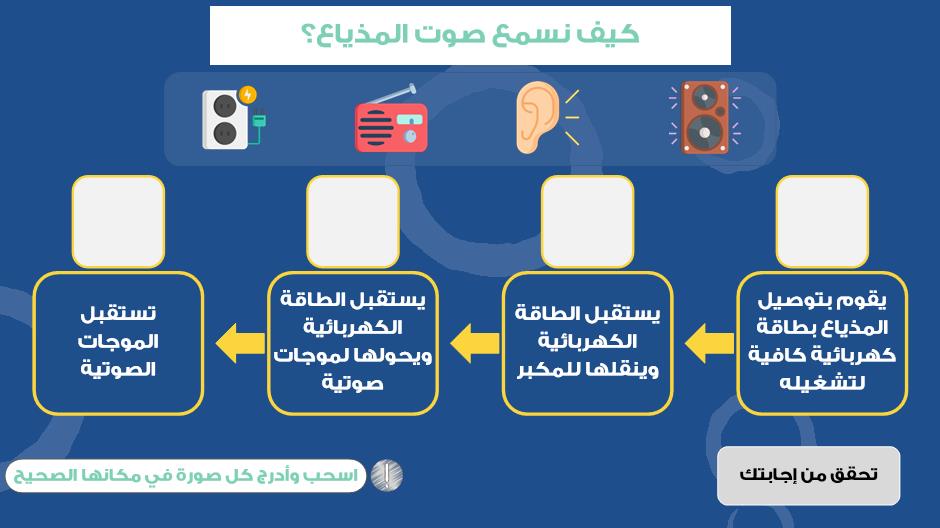 كيف نسمع صوت المذياع؟
يقوم بتوصيل
المذياع بطاقة
كهربائية كافية
لتشغيله
يستقبل الطاقة
الكهربائية
وينقلها للمكبر
يستقبل الطاقة
الكهربائية
ويحولها لموجات
صوتية
تستقبل
الموجات
الصوتية
تحقق من إجابتك
اسحب وأدرج كل صورة في مكانها الصحيح